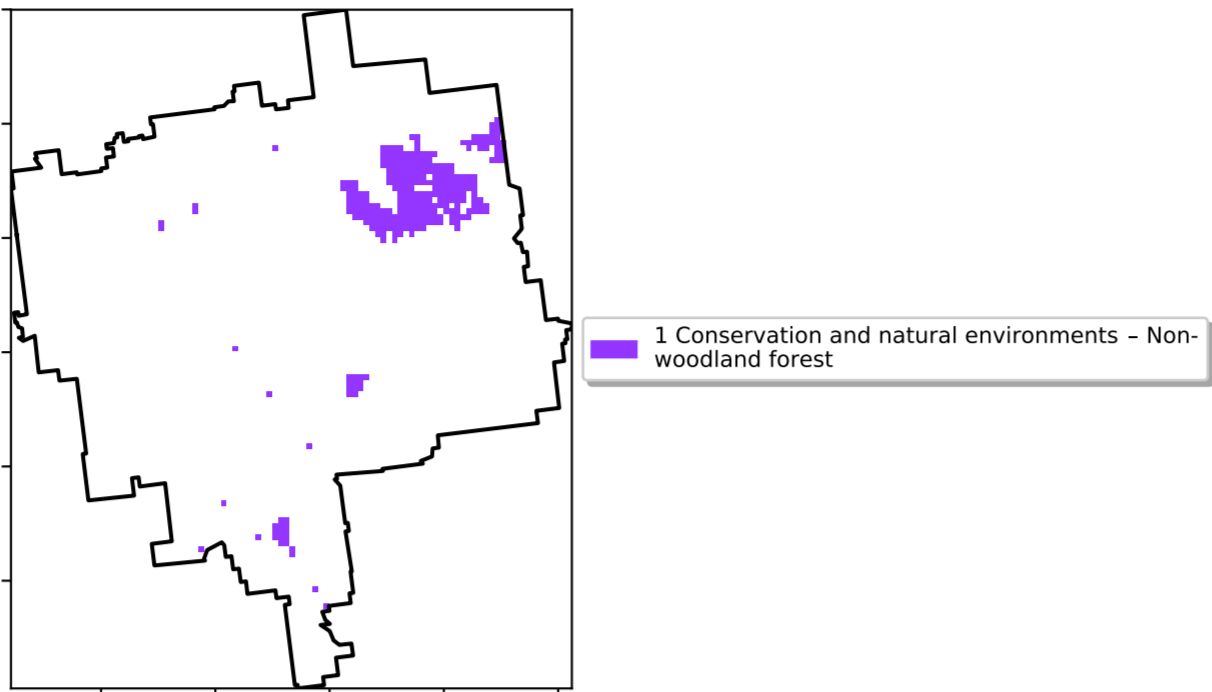 1 Conservation and natural environments – Non-
woodland forest